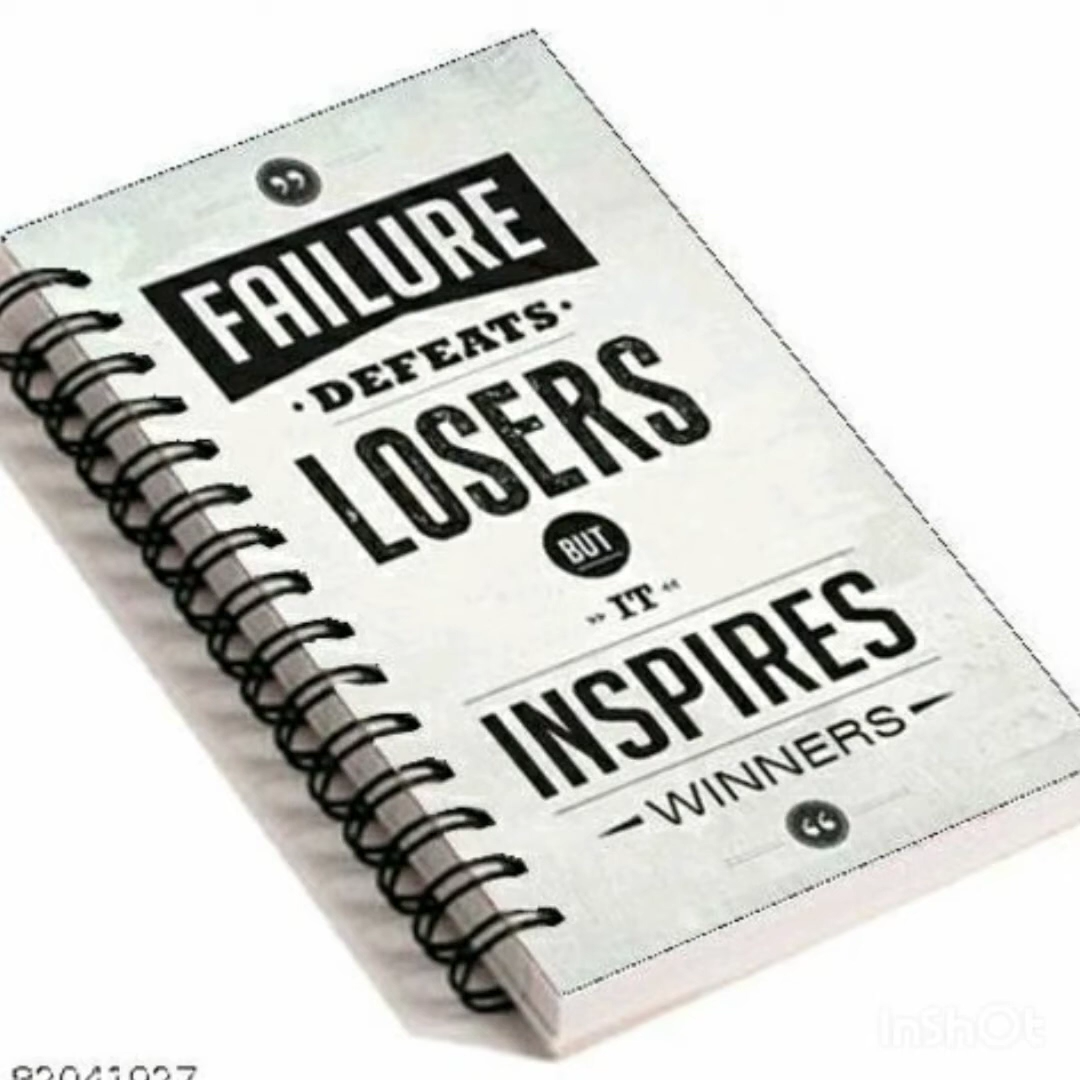 ”
FAILURE
·DEFEATS·
LOSERS
BUT
» IT «
INSPIRES
WINNERS
“
InShOt